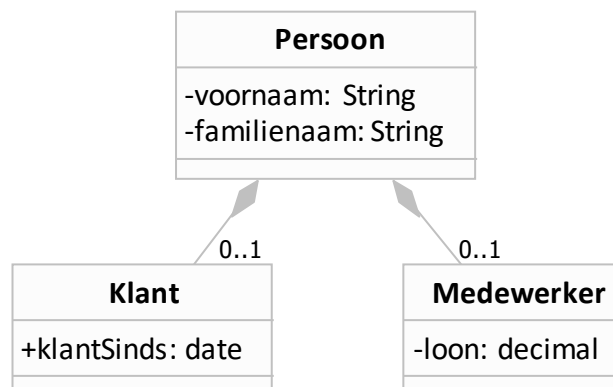 Persoon
-voornaam: String
-familienaam: String
0..1
0..1
Klant
Medewerker
+klantSinds: date
-loon: decimal